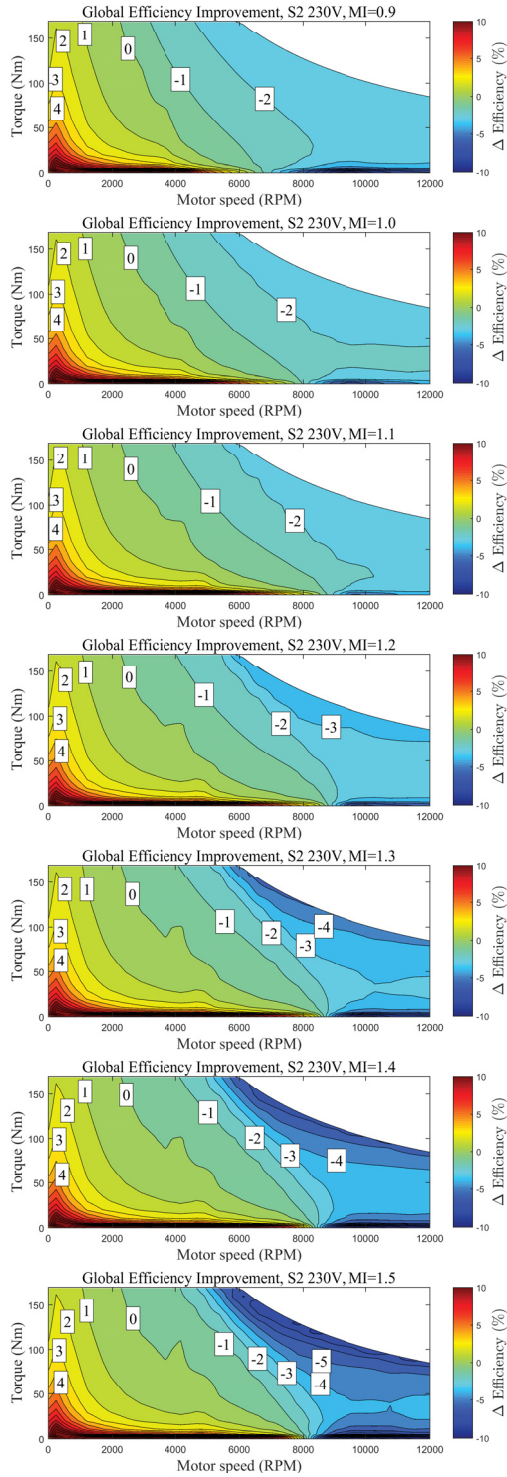 Global Efficiency Improvement, S2 230V, MI=0.9
Torque (Nm)
150
100
50
0
0 2000 4000 6000 8000 10000 12000
Motor speed (RPM)
2 1 0 -1 -2 3 4
10
5
0
-5
-10
Δ Efficiency (%)
Global Efficiency Improvement, S2 230V, MI=1.0
Torque (Nm)
150
100
50
0
0 2000 4000 6000 8000 10000 12000
Motor speed (RPM)
2 1 0 -1 -2 3 4
10
5
0
-5
-10
Δ Efficiency (%)
Global Efficiency Improvement, S2 230V, MI=1.1
Torque (Nm)
150
100
50
0
0 2000 4000 6000 8000 10000 12000
Motor speed (RPM)
2 1 0 -1 -2 3 4
10
5
0
-5
-10
Δ Efficiency (%)
Global Efficiency Improvement, S2 230V, MI=1.2
Torque (Nm)
150
100
50
0
0 2000 4000 6000 8000 10000 12000
Motor speed (RPM)
2 1 0 -1 -2 -3 3 4
10
5
0
-5
-10
Δ Efficiency (%)
Global Efficiency Improvement, S2 230V, MI=1.3
Torque (Nm)
150
100
50
0
0 2000 4000 6000 8000 10000 12000
Motor speed (RPM)
2 1 0 -1 -2 -3 -4 3 4
10
5
0
-5
-10
Δ Efficiency (%)
Global Efficiency Improvement, S2 230V, MI=1.4
Torque (Nm)
150
100
50
0
0 2000 4000 6000 8000 10000 12000
Motor speed (RPM)
1 0 2 -1 -2 -3 -4 3 4
10
5
0
-5
-10
Δ Efficiency (%)
Global Efficiency Improvement, S2 230V, MI=1.5
Torque (Nm)
150
100
50
0
0 2000 4000 6000 8000 10000 12000
Motor speed (RPM)
1 0 2 -1 -2 -3 -5 -4 3 4
10
5
0
-5
-10
Δ Efficiency (%)